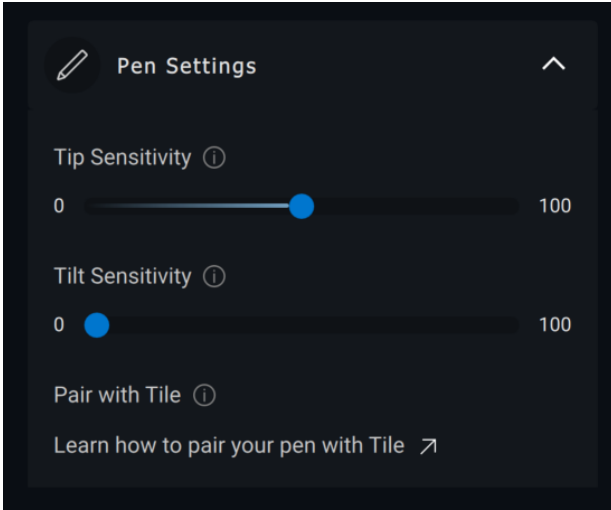 Pen Settings
Tip Sensitivity
0 100
Tilt Sensitivity
0 100
Pair with Tile
Learn how to pair your pen with Tile